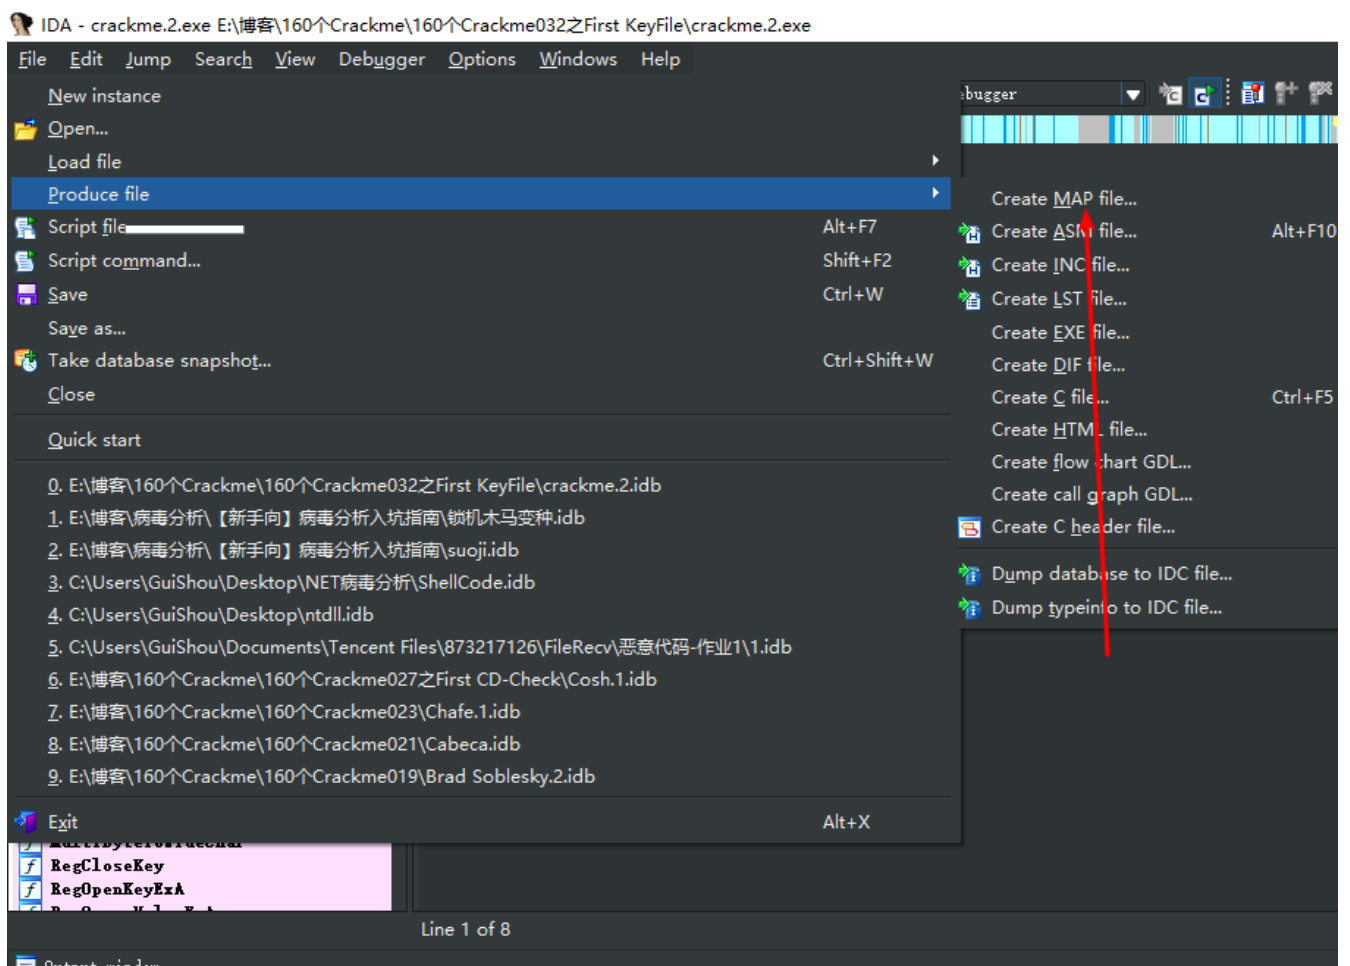 IDA - crackme.2.exe E:\博客\160个Crackme\160个Crackme032之First KeyFile\crackme.2.exe
File Edit Jump Search View Debugger Options Windows Help
New instance
Open...
Load file
Produce file
Script file
Alt+F7
Script command...
Shift+F2
Save
Ctrl+W
Save as...
Take database snapshot...
Ctrl+Shift+W
Close
Quick start
0. E:\博客\160个Crackme\160个Crackme032之First KeyFile\crackme.2.idb
1. E:\博客\病毒分析\【新手向】病毒分析入坑指南\锁机木马变种.idb
2. E:\博客\病毒分析\【新手向】病毒分析入坑指南\suoji.idb
3. C:\Users\GuiShou\Desktop\NET病毒分析\ShellCode.idb
4. C:\Users\GuiShou\Desktop\ntdll.idb
5. C:\Users\GuiShou\Documents\Tencent Files\873217126\FileRecv\恶意代码-作业1\1.idb
6. E:\博客\160个Crackme\160个Crackme027之First CD-Check\Cosh.1.idb
7. E:\博客\160个Crackme\160个Crackme023\Chafe.1.idb
8. E:\博客\160个Crackme\160个Crackme021\Cabeca.idb
9. E:\博客\160个Crackme\160个Crackme019\Brad Soblesky.2.idb
Exit
Alt+X
ebugger
Create MAP file...
Create ASM file...
Alt+F10
Create INC file...
Create LST file...
Create EXE file...
Create DIF file...
Create C file...
Ctrl+F5
Create HTML file...
Create flow chart GDL...
Create call graph GDL...
Create C header file...
Dump database to IDC file...
Dump typeinfo to IDC file...
RegCloseKey
RegOpenKeyExA
Line 1 of 8
Output window